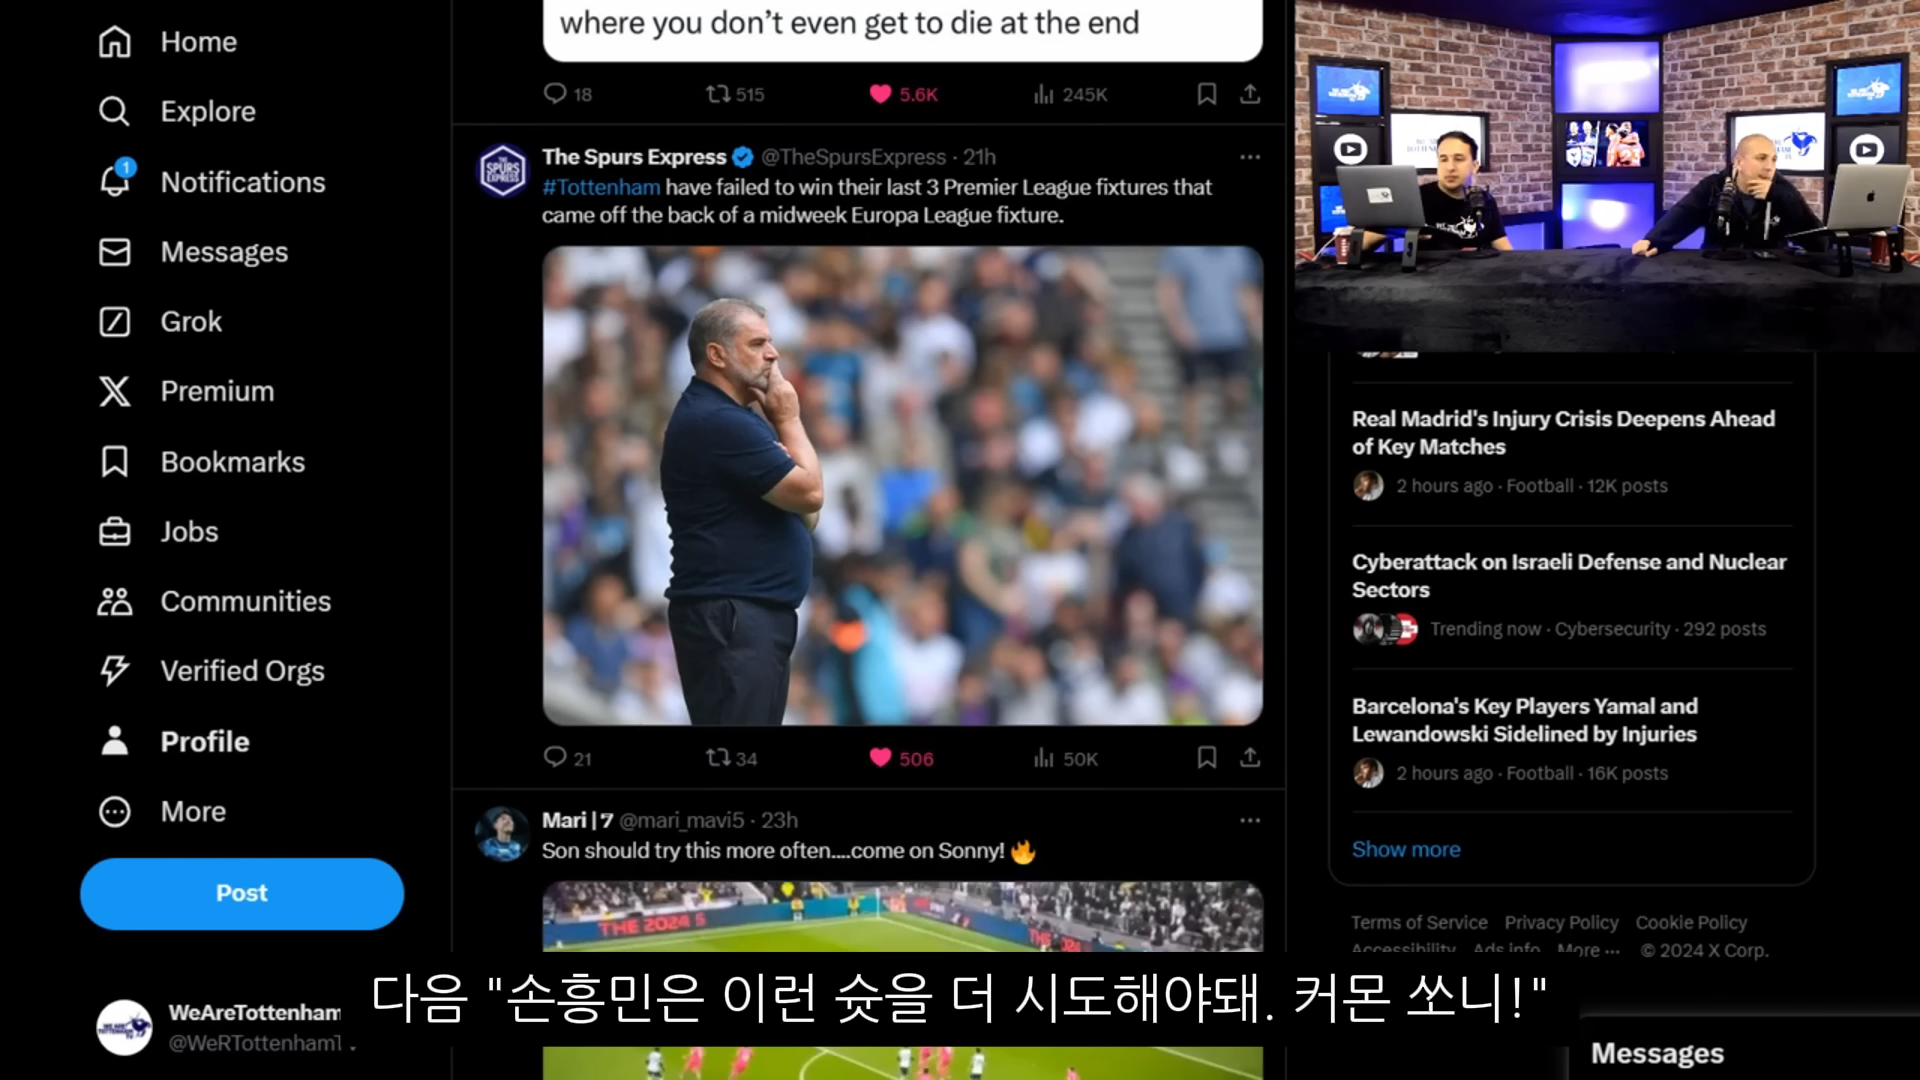 Home
Explore
1
Notifications
Messages
Grok
Premium
Bookmarks
Jobs
Communities
Verified Orgs
Profile
More
Post
WeAreTottenham
@WeRTottenham
where you don't even get to die at the end
18
515
5.6K
245K
THE SPURS EXPRESS
The Spurs Express @TheSpursExpress · 21h
#Tottenham have failed to win their last 3 Premier League fixtures that
came off the back of a midweek Europa League fixture.
21
34
506
50K
Mari | 7 @mari_mavi5 · 23h
Son should try this more often....come on Sonny! 🔥
THE 2024
Real Madrid's Injury Crisis Deepens Ahead
of Key Matches
2 hours ago · Football · 12K posts
Cyberattack on Israeli Defense and Nuclear
Sectors
Trending now · Cybersecurity · 292 posts
Barcelona's Key Players Yamal and
Lewandowski Sidelined by Injuries
2 hours ago · Football · 16K posts
Show more
Terms of Service Privacy Policy Cookie Policy
Accessibility Ads info More ··· © 2024 X Corp.
다음 "손흥민은 이런 슛을 더 시도해야돼. 커몬 쏘니!"
Messages